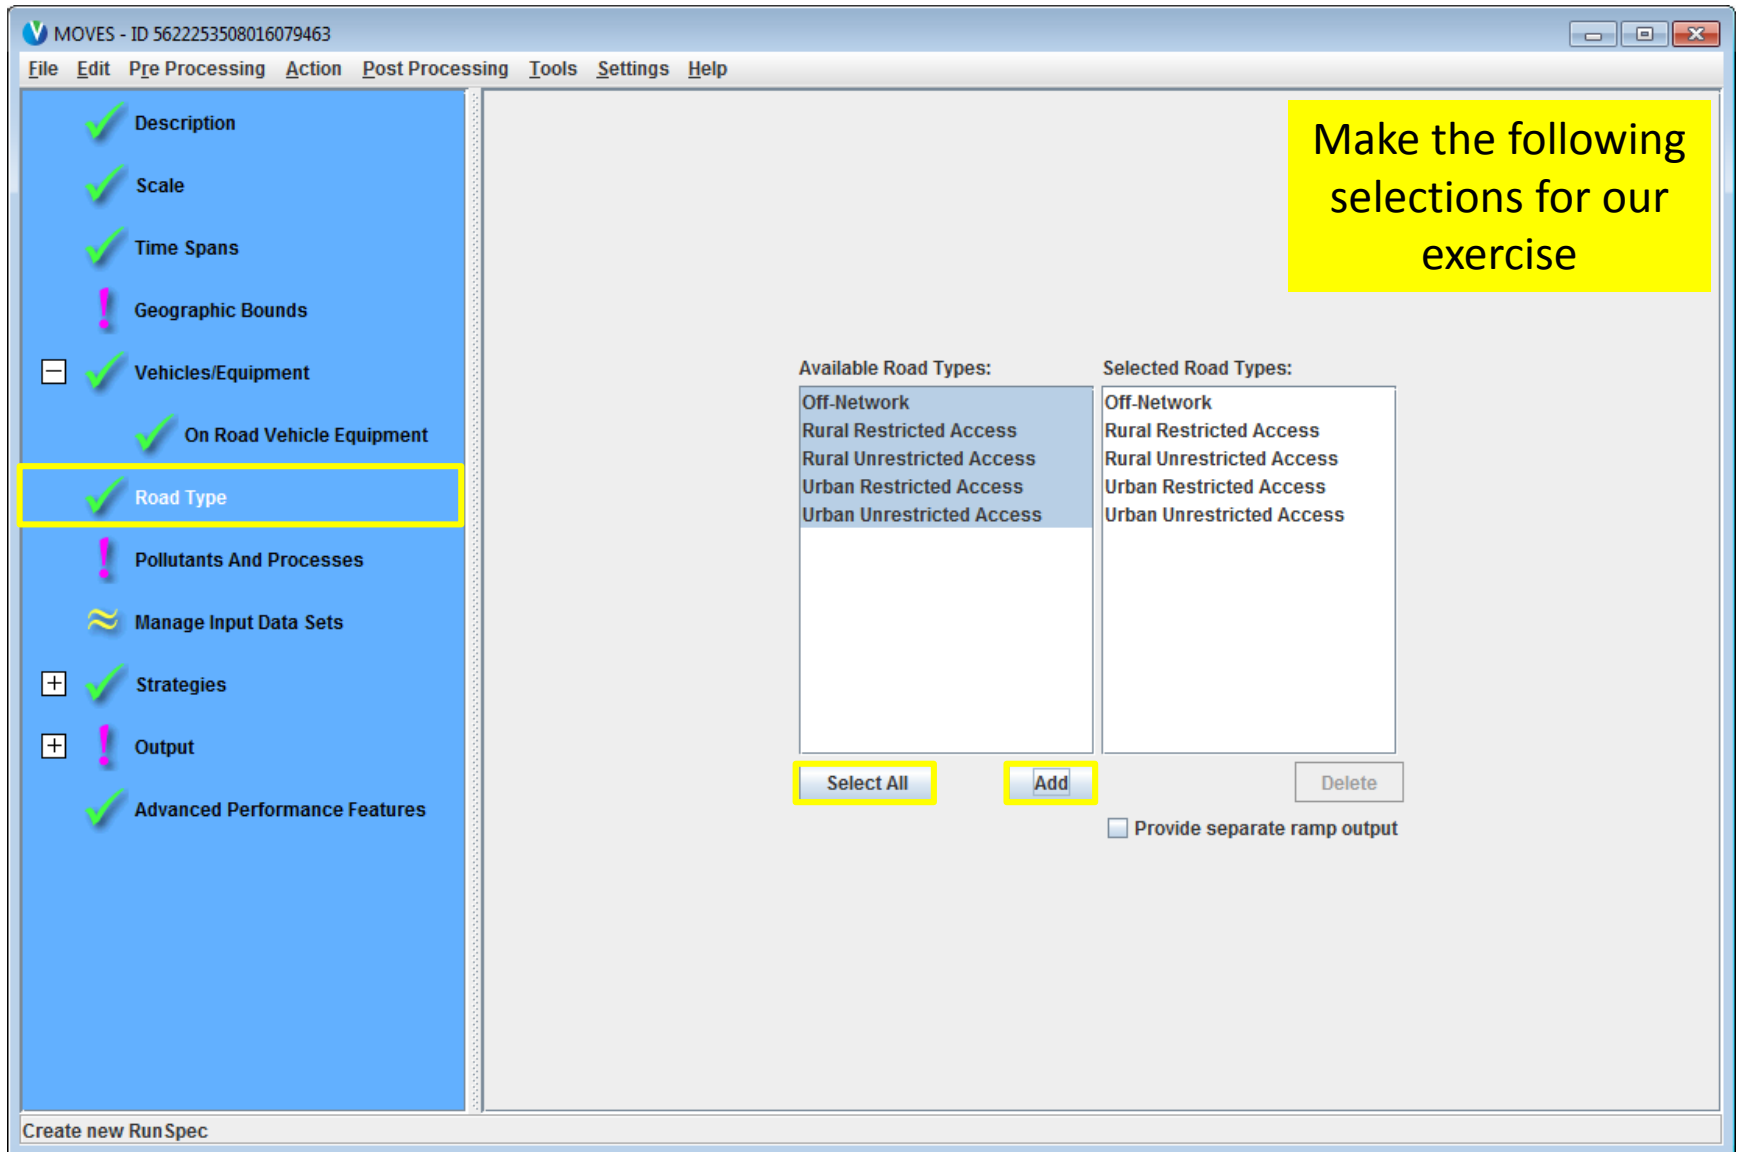 MOVES - ID 5622253508016079463
File Edit Pre Processing Action Post Processing Tools Settings Help
Description
Scale
Time Spans
Geographic Bounds
Vehicles/Equipment
On Road Vehicle Equipment
Road Type
Pollutants And Processes
Manage Input Data Sets
Strategies
Output
Advanced Performance Features
Make the following
selections for our
exercise
Available Road Types:
Off-Network
Rural Restricted Access
Rural Unrestricted Access
Urban Restricted Access
Urban Unrestricted Access
Selected Road Types:
Off-Network
Rural Restricted Access
Rural Unrestricted Access
Urban Restricted Access
Urban Unrestricted Access
Select All Add Delete
Provide separate ramp output
Create new RunSpec